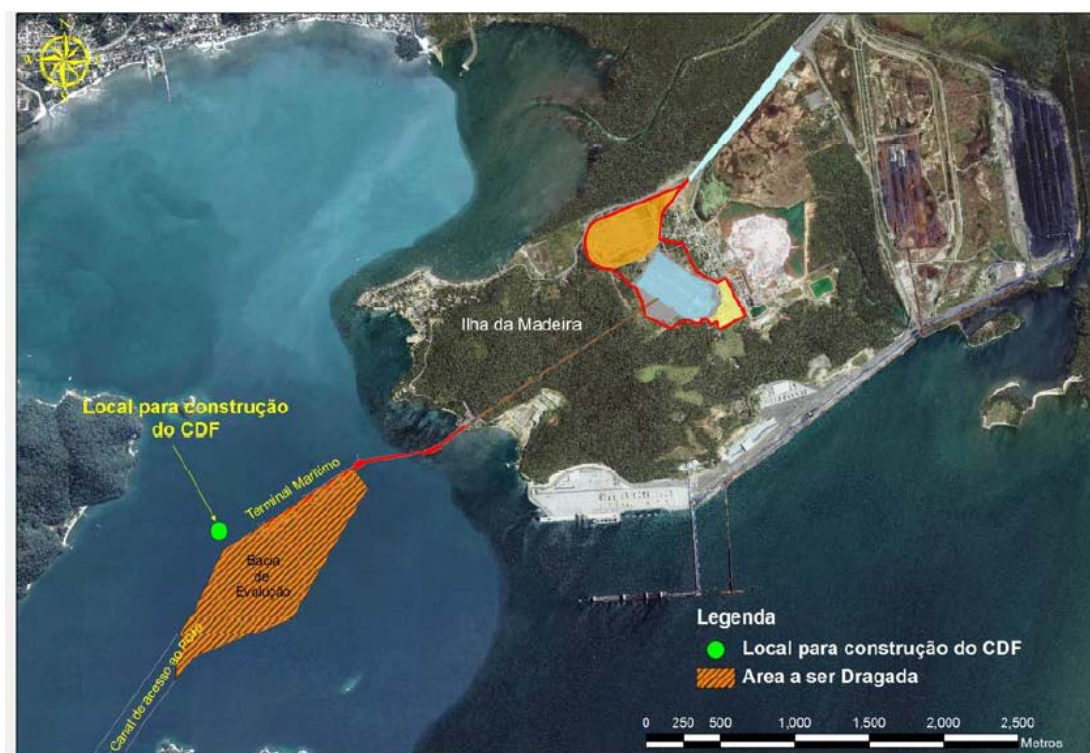 N
Ilha da Madeira
Local para construção
do CDF
Terminal Marítimo
Bacia
de
Evolução
Canal de acesso ao Porto
Legenda
Local para construção do CDF
Area a ser Dragada
0 250 500 1,000 1,500 2,000 2,500
Metros